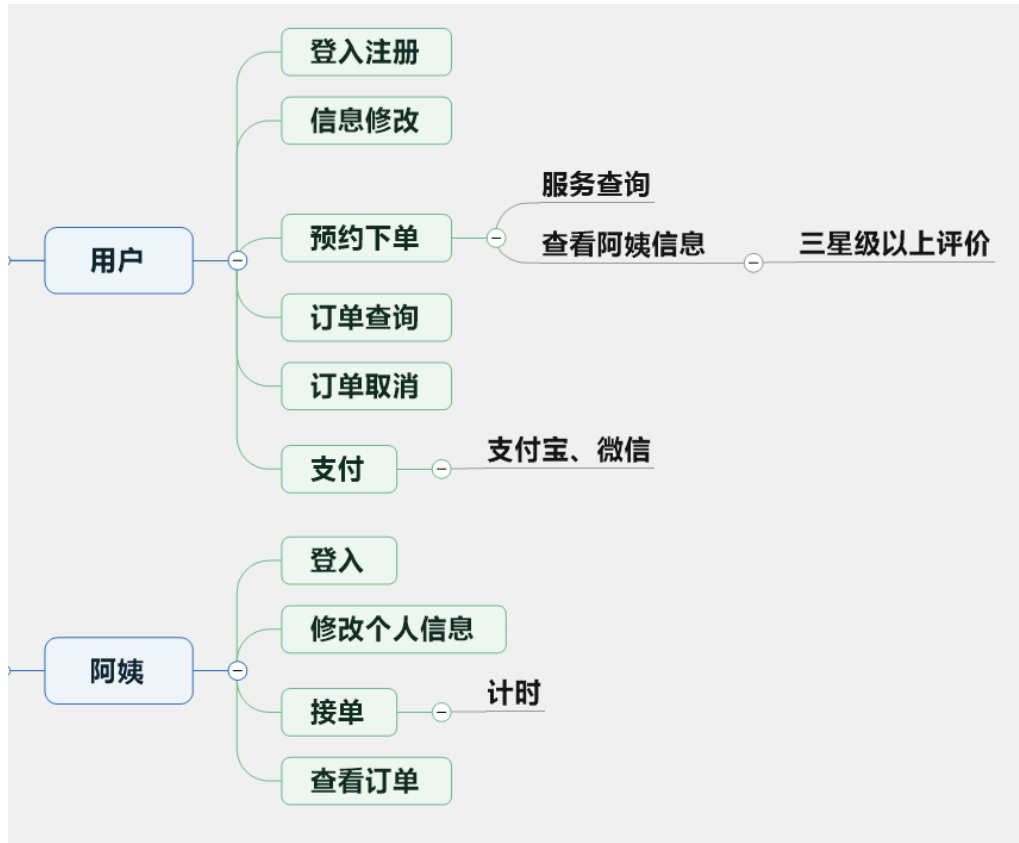 登入注册
信息修改
服务查询
预约下单
查看阿姨信息
三星级以上评价
用户
订单查询
订单取消
支付宝、微信
支付
登入
修改个人信息
阿姨
计时
接单
查看订单